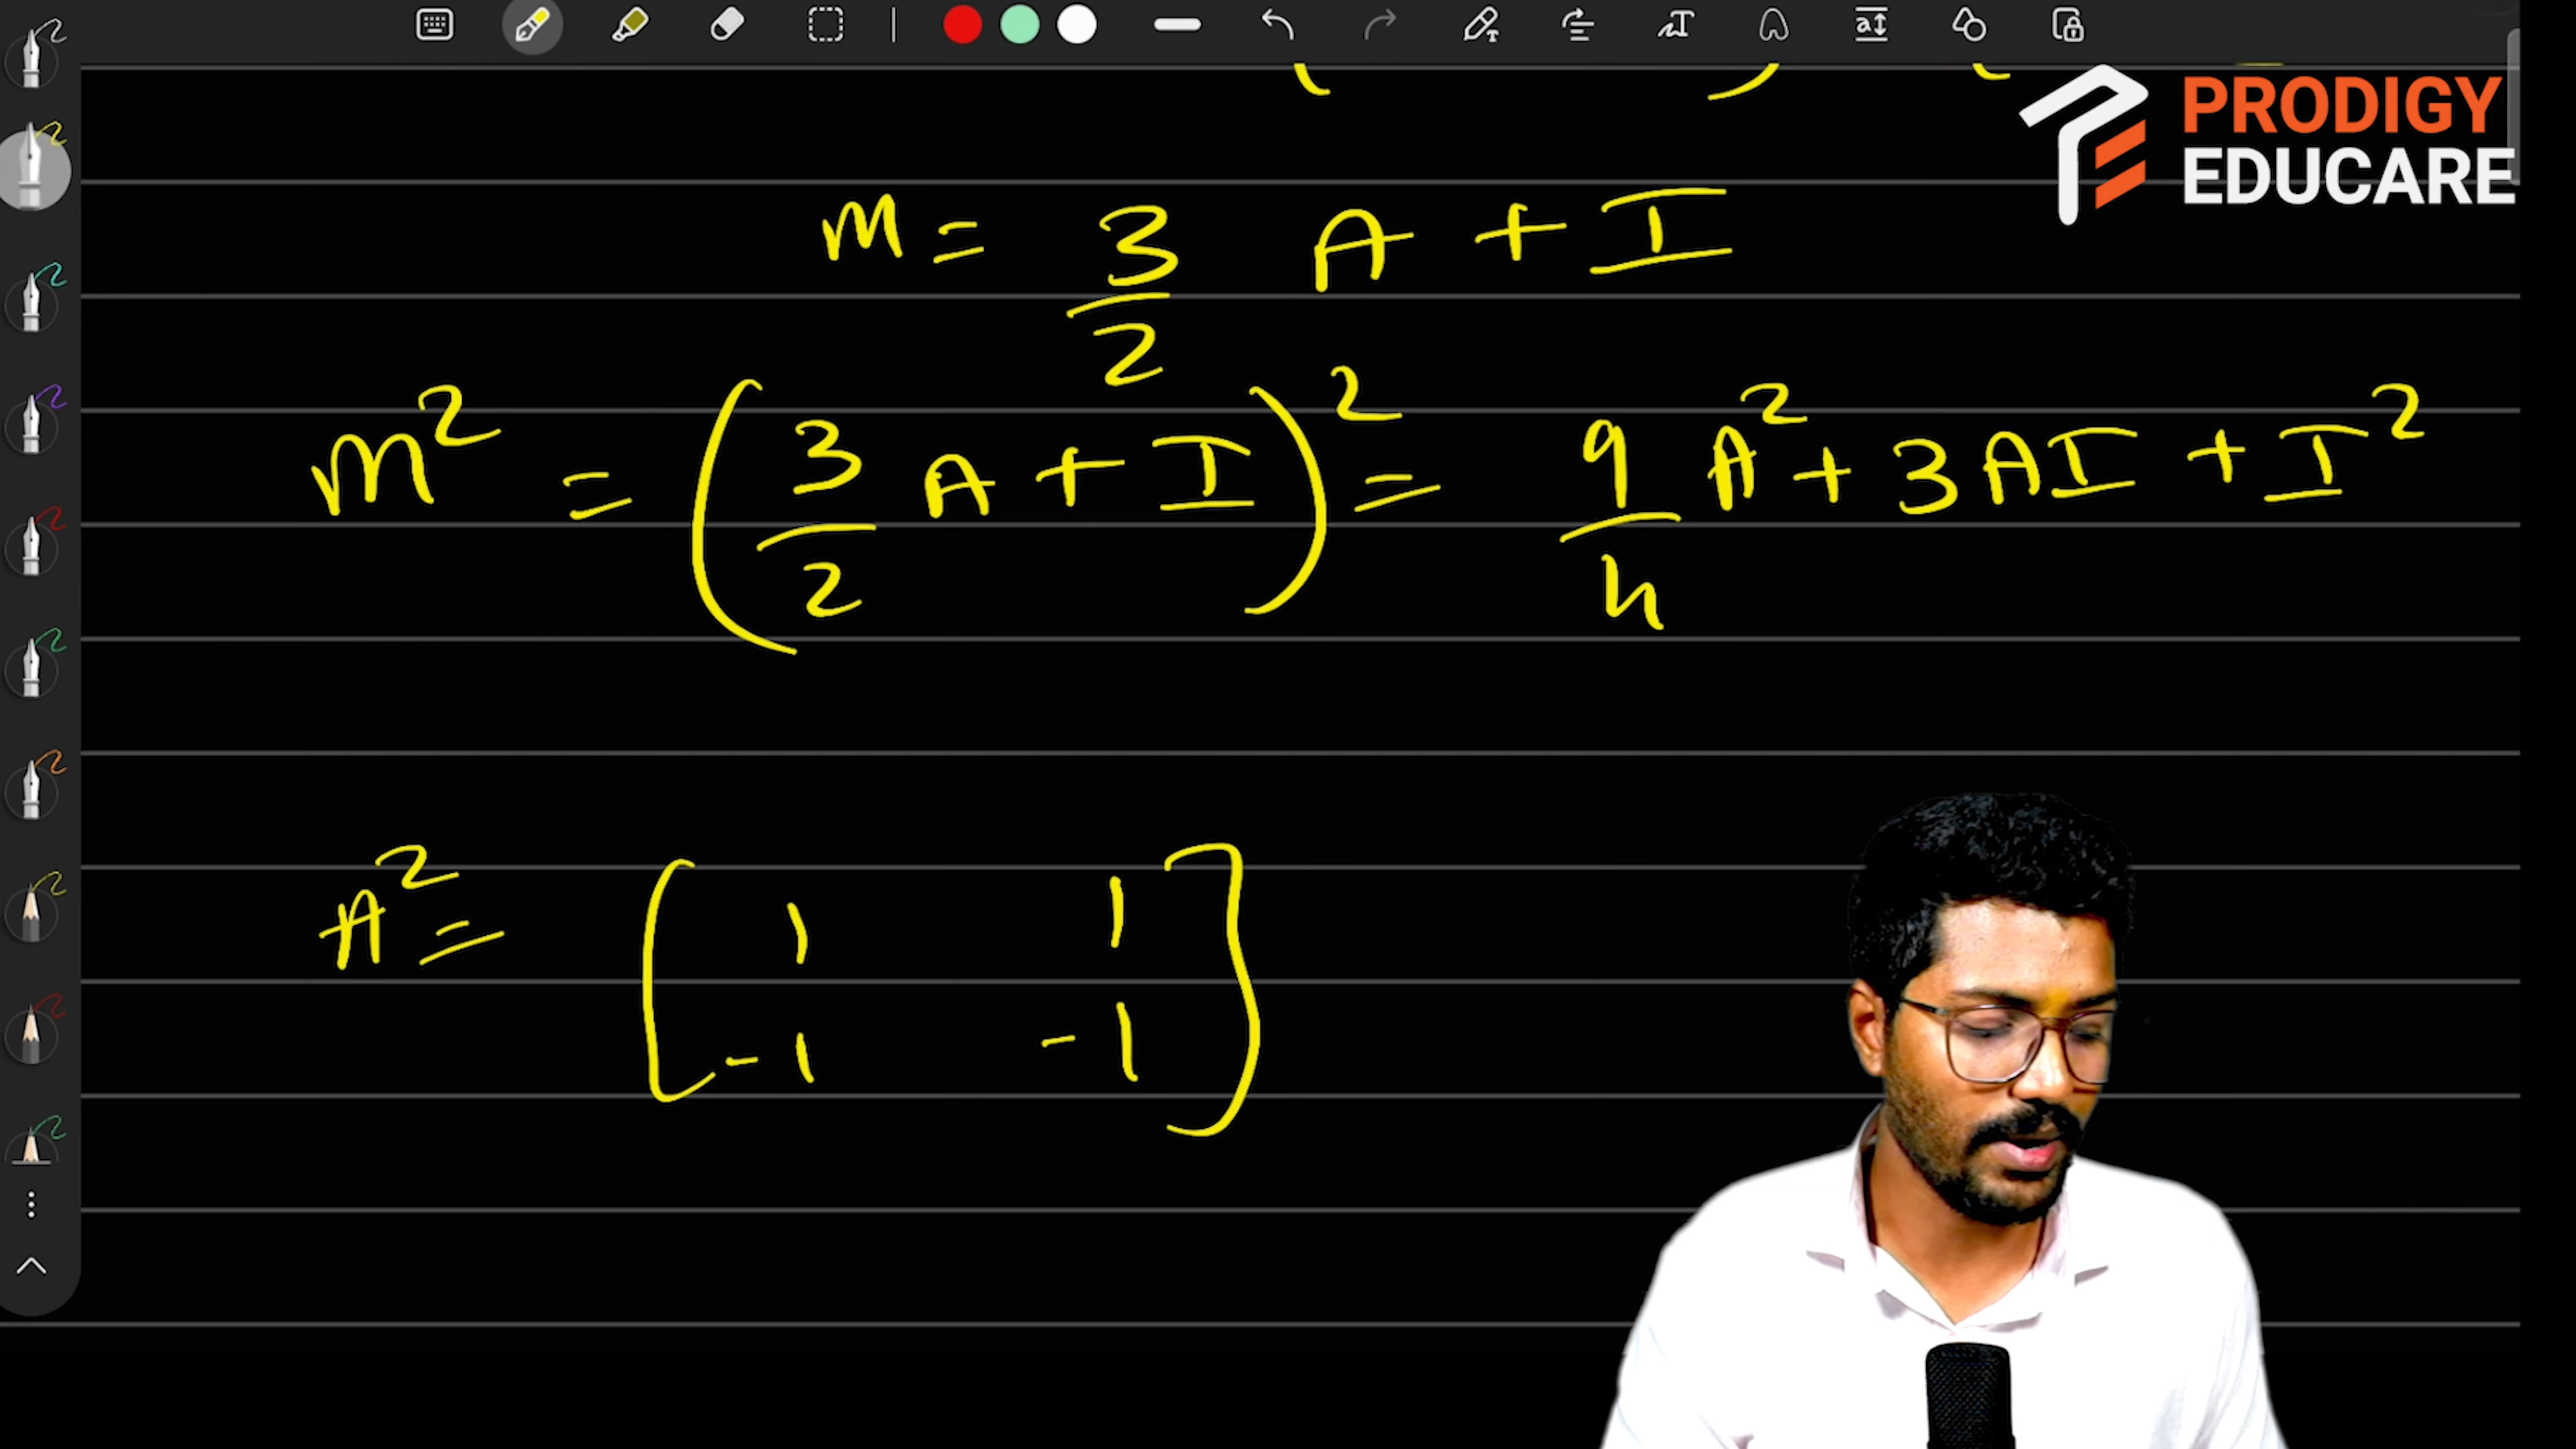 PRODIGY
EDUCARE
M = 3/2 A + I
M² = (3/2 A + I)² = 9/4 A² + 3AI + I²
A² = [ 1 1
-1 -1 ]